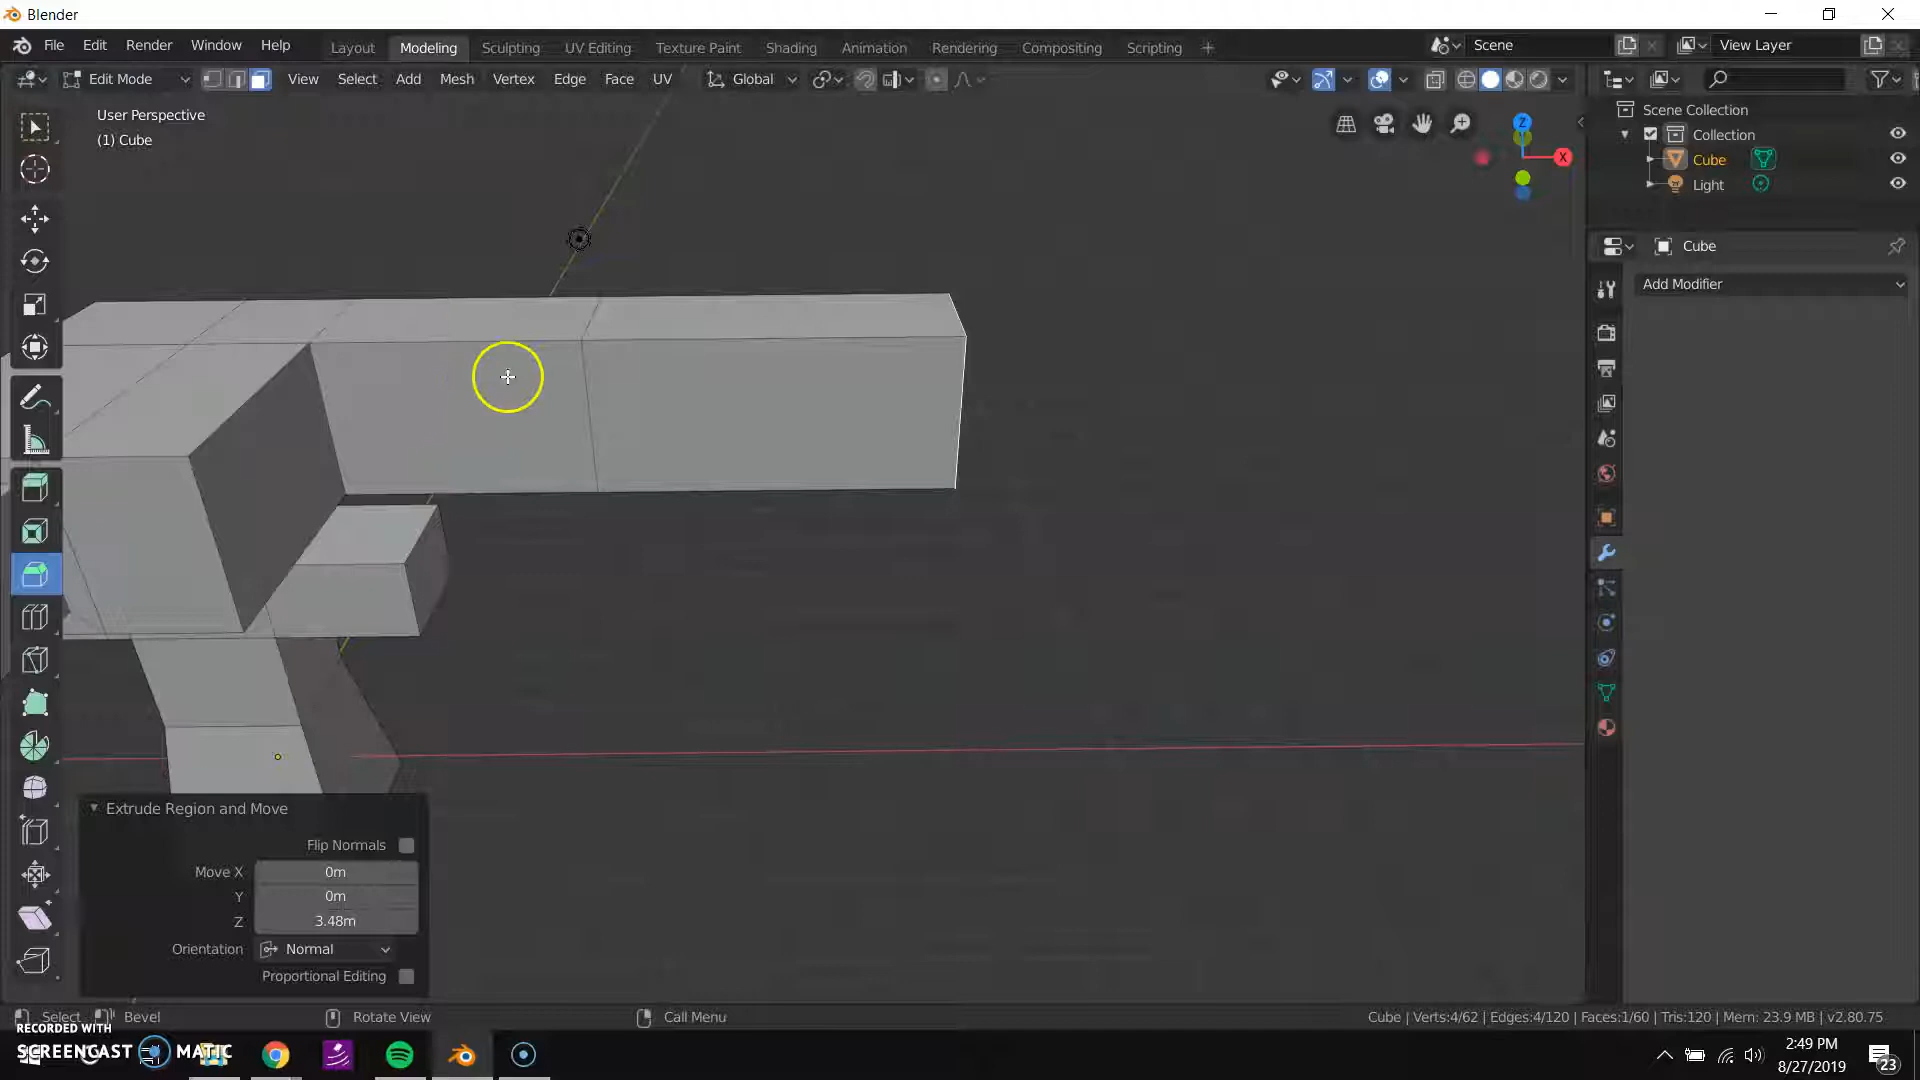 Blender
File Edit Render Window Help Layout Modeling Sculpting UV Editing Texture Paint Shading Animation Rendering Compositing Scripting + Scene View Layer
Edit Mode View Select Add Mesh Vertex Edge Face UV Global
User Perspective
(1) Cube
Z
X
Scene Collection
Collection
Cube
Light
Cube
Add Modifier
Extrude Region and Move
Flip Normals
Move X 0m
Y 0m
Z 3.48m
Orientation Normal
Proportional Editing
Select Bevel Rotate View Call Menu Cube | Verts:4/62 | Edges:4/120 | Faces:1/60 | Tris:120 | Mem: 23.9 MB | v2.80.75
RECORDED WITH
SCREENCAST MATIC
2:49 PM
8/27/2019
23